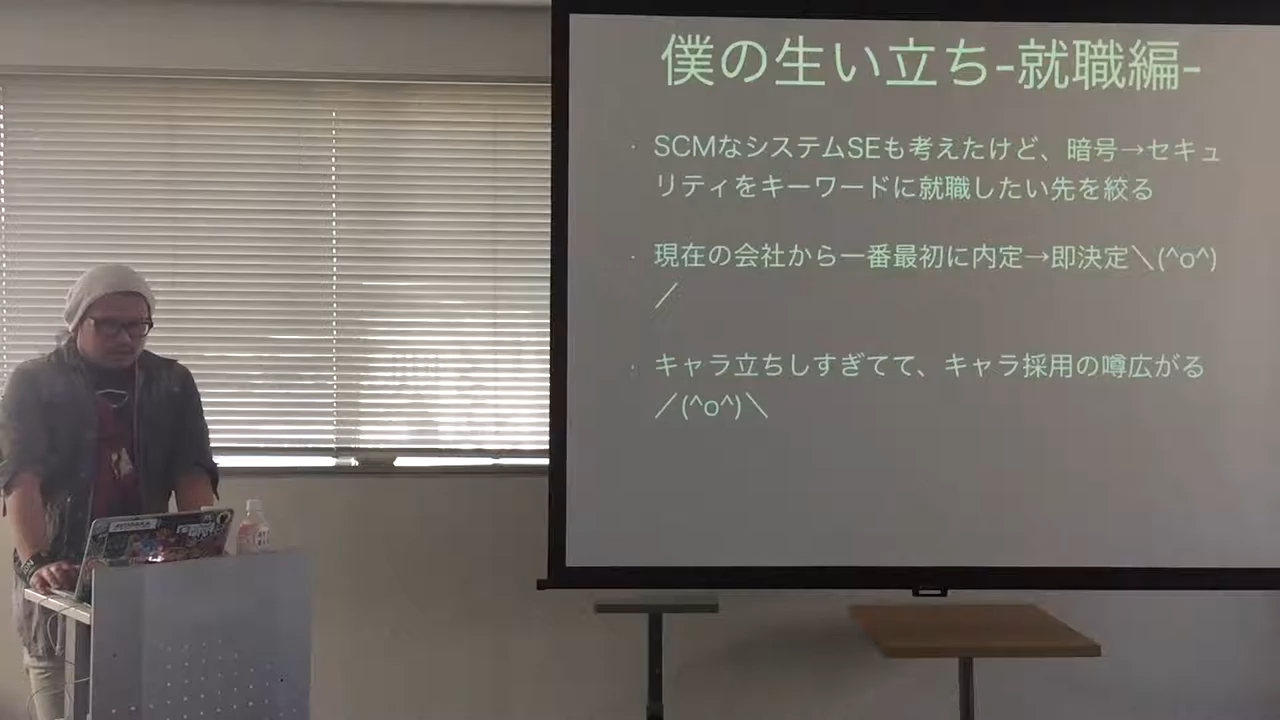 僕の生い立ち-就職編-
・SCMなシステムSEも考えたけど、暗号→セキュ
リティをキーワードに就職したい先を絞る
・現在の会社から一番最初に内定→即決定＼(^o^)
／
・キャラ立ちしすぎてて、キャラ採用の噂広がる
／(^o^)＼